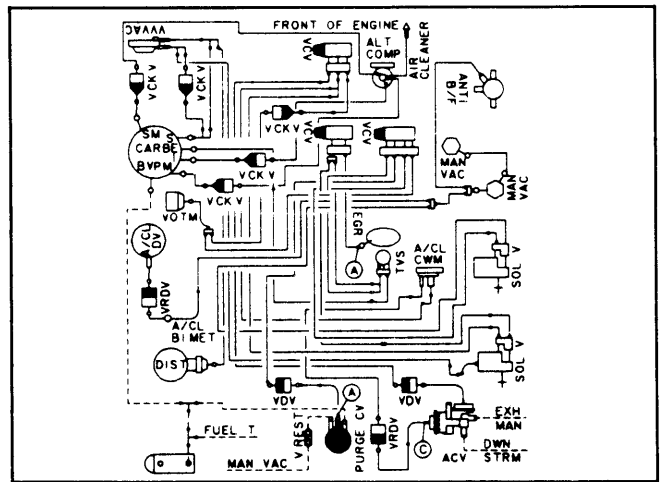 FRONT OF ENGINE
VVVAC
VCV
ALT
COMP
AIR
CLEANER
ANTI
B/F
VCKV
VCKV
VCKV
VCV
VCV
SM S
CARB E T
BVPM
VCKV
VCKV
MAN
VAC
MAN
VAC
VOTM
EGR
A
TVS
A/CL
CWM
V
SOL
A/CL
DV
VRDV
A/CL
BI MET
DIST
V
SOL
VDV
A
VDV
FUEL T
V REST
PURGE CV
VRDV
EXH
MAN
C
ACV
DWN
STRM
MAN VAC